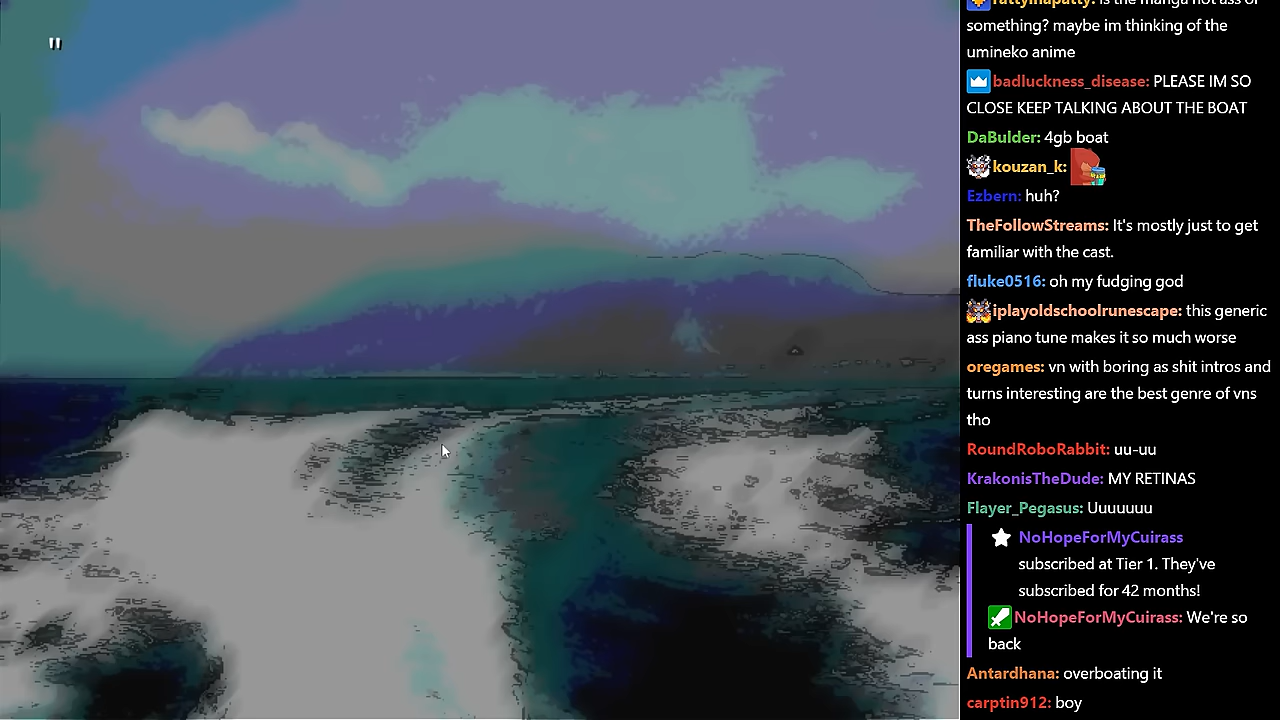 "
fattyinapatty: is the manga not ass or
something? maybe im thinking of the
umineko anime
badluckness_disease: PLEASE IM SO
CLOSE KEEP TALKING ABOUT THE BOAT
DaBulder: 4gb boat
kouzan_k:
Ezbern: huh?
TheFollowStreams: It's mostly just to get
familiar with the cast.
fluke0516: oh my fudging god
iplayoldschoolrunescape: this generic
ass piano tune makes it so much worse
oregames: vn with boring as shit intros and
turns interesting are the best genre of vns
tho
RoundRoboRabbit: uu-uu
KrakonisTheDude: MY RETINAS
Flayer_Pegasus: Uuuuuuu
NoHopeForMyCuirass
subscribed at Tier 1. They've
subscribed for 42 months!
NoHopeForMyCuirass: We're so
back
Antardhana: overboating it
carptin912: boy